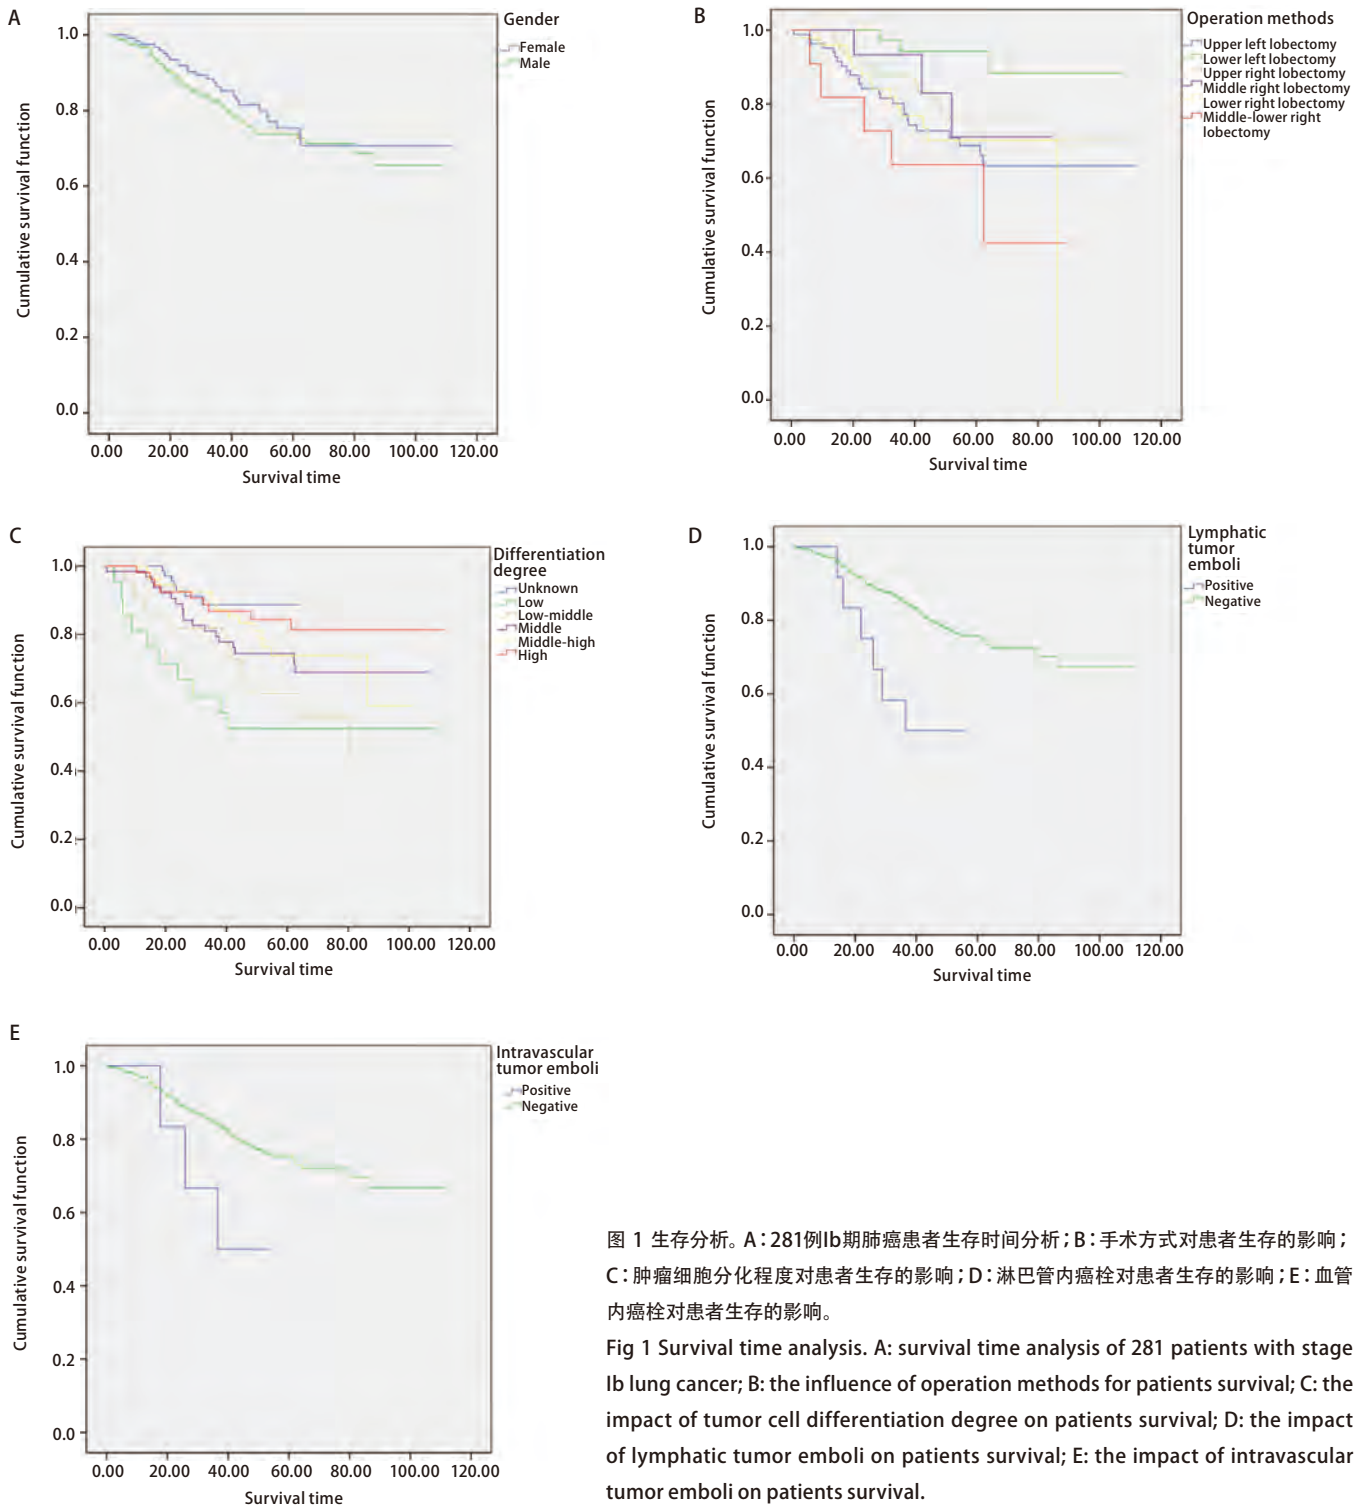 A
Gender
Female
Male
Cumulative survival function
1.0
0.8
0.6
0.4
0.2
0.0
0.00 20.00 40.00 60.00 80.00 100.00 120.00
Survival time
B
Operation methods
Upper left lobectomy
Lower left lobectomy
Upper right lobectomy
Middle right lobectomy
Lower right lobectomy
Middle-lower right
lobectomy
Cumulative survival function
1.0
0.8
0.6
0.4
0.2
0.0
0.00 20.00 40.00 60.00 80.00 100.00 120.00
Survival time
C
Differentiation
degree
Unknown
Low
Low-middle
Middle
Middle-high
High
Cumulative survival function
1.0
0.8
0.6
0.4
0.2
0.0
0.00 20.00 40.00 60.00 80.00 100.00 120.00
Survival time
D
Lymphatic
tumor
emboli
Positive
Negative
Cumulative survival function
1.0
0.8
0.6
0.4
0.2
0.0
0.00 20.00 40.00 60.00 80.00 100.00 120.00
Survival time
E
Intravascular
tumor emboli
Positive
Negative
Cumulative survival function
1.0
0.8
0.6
0.4
0.2
0.0
0.00 20.00 40.00 60.00 80.00 100.00 120.00
Survival time
图 1 生存分析。A：281例Ib期肺癌患者生存时间分析；B：手术方式对患者生存的影响；
C：肿瘤细胞分化程度对患者生存的影响；D：淋巴管内癌栓对患者生存的影响；E：血管
内癌栓对患者生存的影响。
Fig 1 Survival time analysis. A: survival time analysis of 281 patients with stage
Ib lung cancer; B: the influence of operation methods for patients survival; C: the
impact of tumor cell differentiation degree on patients survival; D: the impact
of lymphatic tumor emboli on patients survival; E: the impact of intravascular
tumor emboli on patients survival.